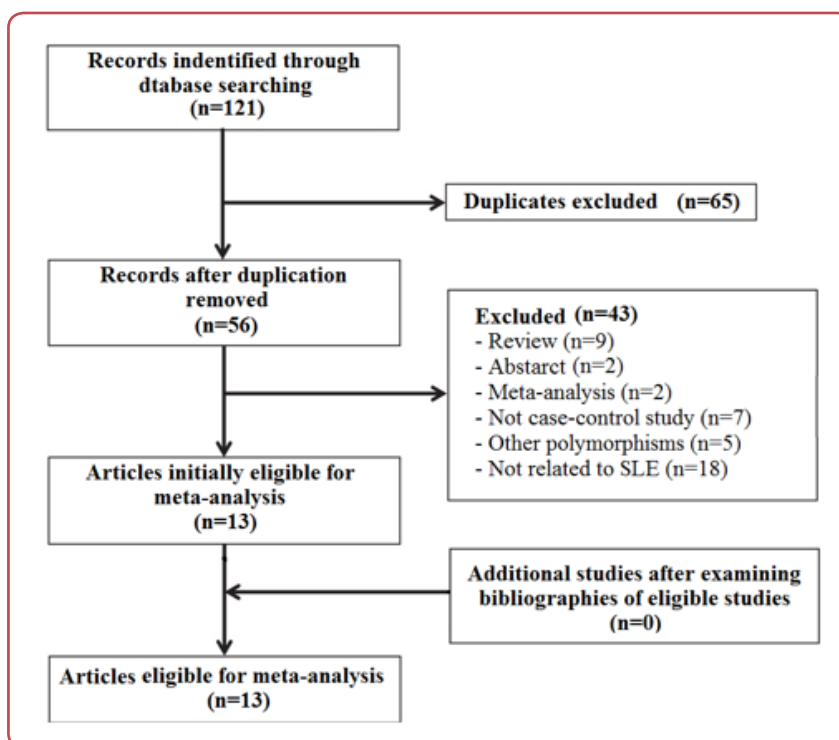 Records indentified through
dtabase searching
(n=121)
Duplicates excluded (n=65)
Records after duplication
removed
(n=56)
Excluded (n=43)
- Review (n=9)
- Abstarct (n=2)
- Meta-analysis (n=2)
- Not case-control study (n=7)
- Other polymorphisms (n=5)
- Not related to SLE (n=18)
Articles initially eligible for
meta-analysis
(n=13)
Additional studies after examining
bibliographies of eligible studies
(n=0)
Articles eligible for meta-analysis
(n=13)